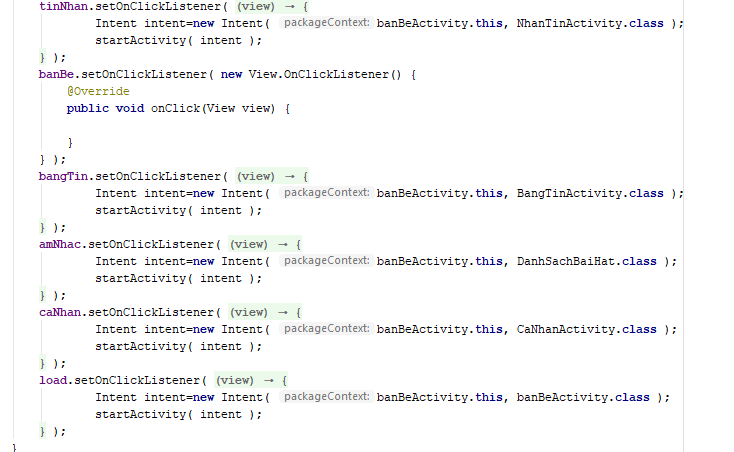 tinNhan.setOnClickListener( (view) → {
Intent intent=new Intent( packageContext: banBeActivity.this, NhanTinActivity.class );
startActivity( intent );
} );
banBe.setOnClickListener( new View.OnClickListener() {
@Override
public void onClick(View view) {
}
} );
bangTin.setOnClickListener( (view) → {
Intent intent=new Intent( packageContext: banBeActivity.this, BangTinActivity.class );
startActivity( intent );
} );
amNhac.setOnClickListener( (view) → {
Intent intent=new Intent( packageContext: banBeActivity.this, DanhSachBaiHat.class );
startActivity( intent );
} );
caNhan.setOnClickListener( (view) → {
Intent intent=new Intent( packageContext: banBeActivity.this, CaNhanActivity.class );
startActivity( intent );
} );
load.setOnClickListener( (view) → {
Intent intent=new Intent( packageContext: banBeActivity.this, banBeActivity.class );
startActivity( intent );
} );
}